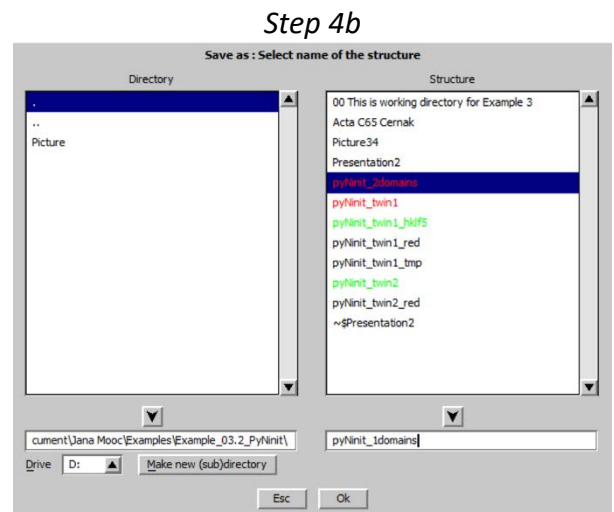 Step 4b
Save as : Select name of the structure
Directory
.
..
Picture
Structure
00 This is working directory for Example 3
Acta C65 Cernak
Picture34
Presentation2
pyNinit_2domains
pyNinit_twin1
pyNinit_twin1_hklf5
pyNinit_twin1_red
pyNinit_twin1_tmp
pyNinit_twin2
pyNinit_twin2_red
~$Presentation2
cument\Jana Mooc\Examples\Example_03.2_PyNinit\
pyNinit_1domains
Drive D: Make new (sub)directory
Esc Ok